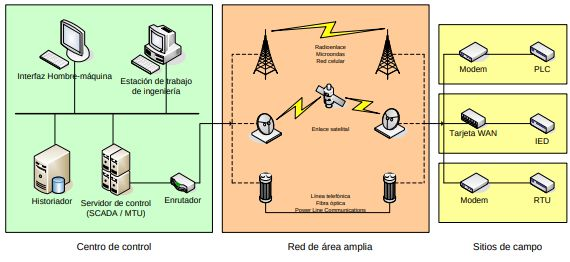 Interfaz Hombre-máquina
Estación de trabajo
de ingeniería
Historiador
Servidor de control
(SCADA / MTU)
Enrutador
Radioenlace
Microondas
Red celular
Enlace satelital
Línea telefónica
Fibra óptica
Power Line Communications
Modem
PLC
Tarjeta WAN
IED
Modem
RTU
Centro de control
Red de área amplia
Sitios de campo